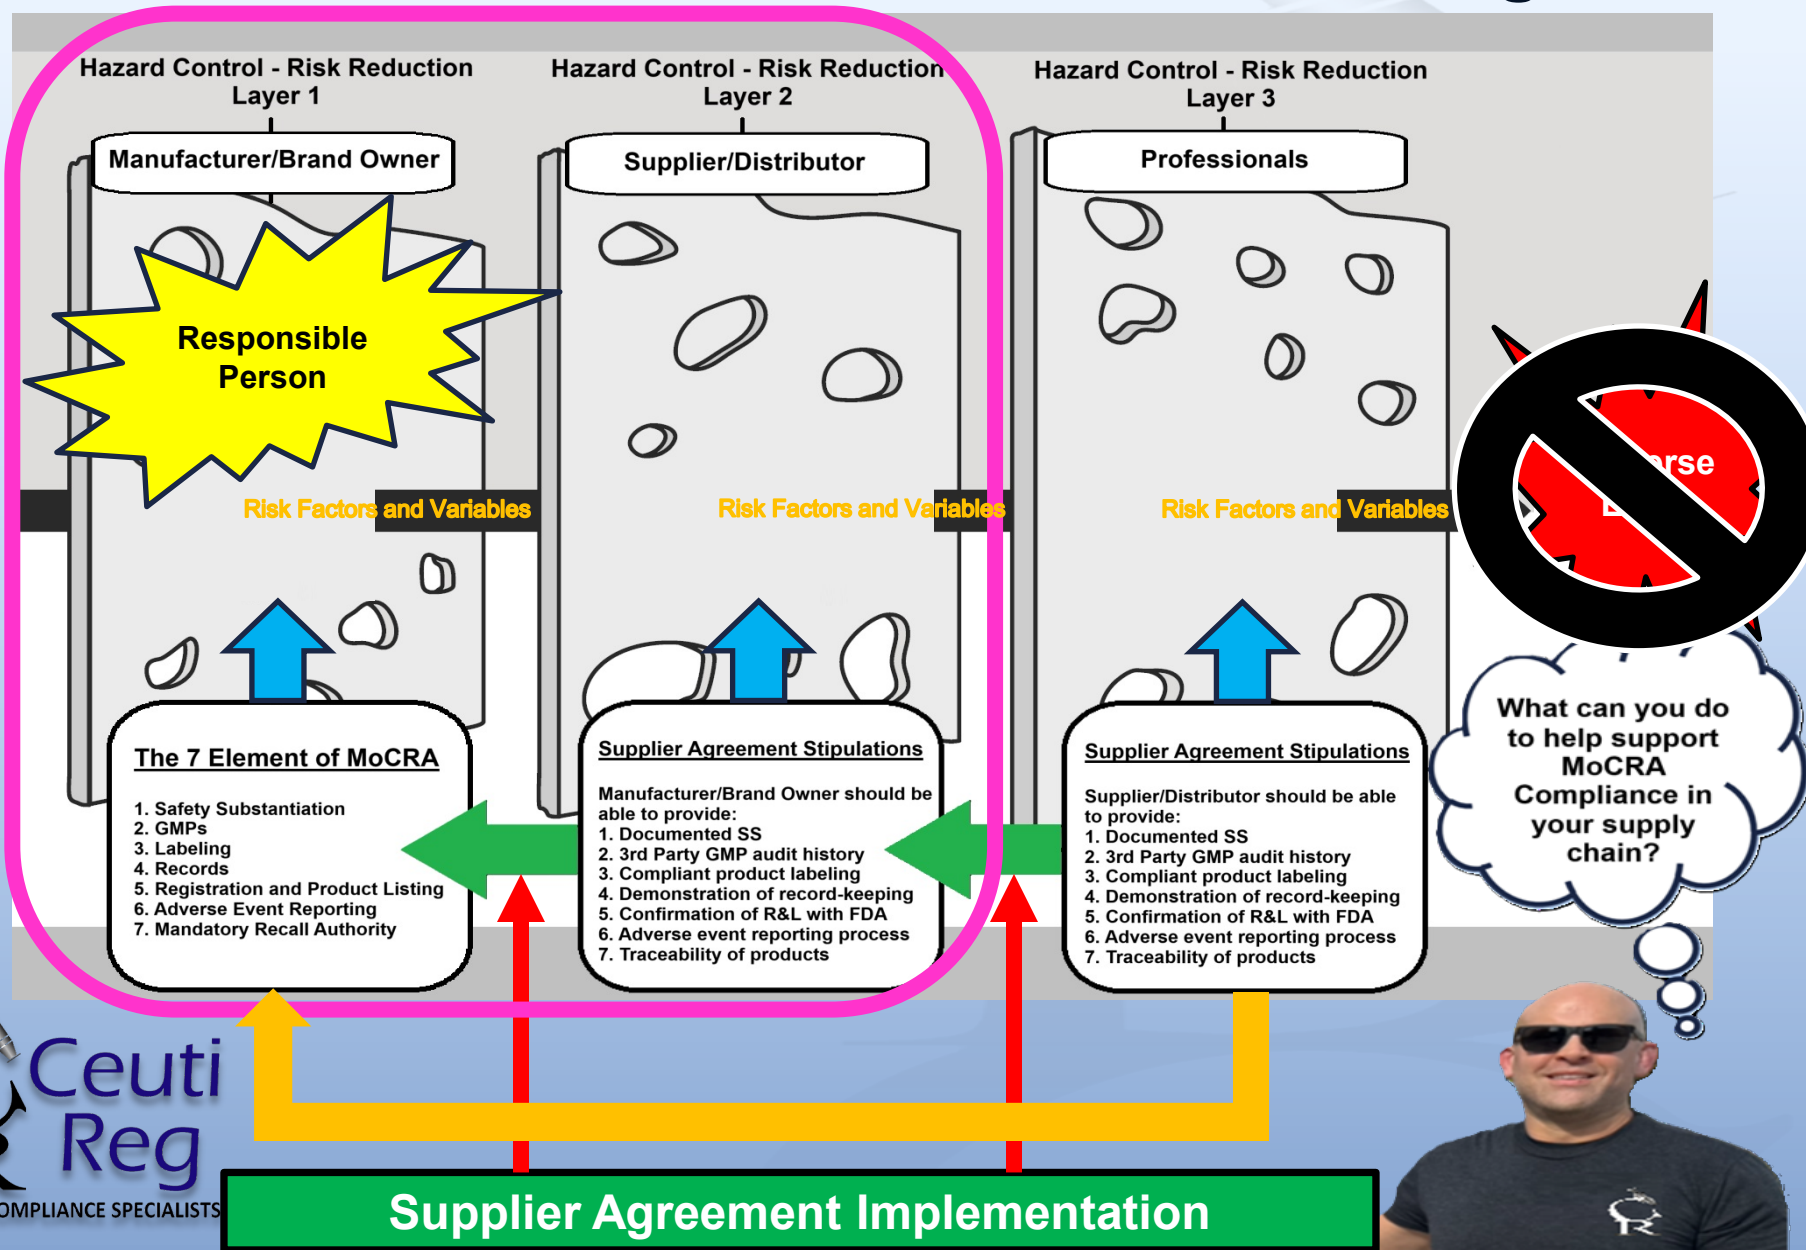 Hazard Control - Risk Reduction
Layer 1
Manufacturer/Brand Owner
Responsible
Person
Risk Factors and Variables
The 7 Element of MoCRA
1. Safety Substantiation
2. GMPs
3. Labeling
4. Records
5. Registration and Product Listing
6. Adverse Event Reporting
7. Mandatory Recall Authority
Hazard Control - Risk Reduction
Layer 2
Supplier/Distributor
Risk Factors and Variables
Supplier Agreement Stipulations
Manufacturer/Brand Owner should be
able to provide:
1. Documented SS
2. 3rd Party GMP audit history
3. Compliant product labeling
4. Demonstration of record-keeping
5. Confirmation of R&L with FDA
6. Adverse event reporting process
7. Traceability of products
Hazard Control - Risk Reduction
Layer 3
Professionals
Risk Factors and Variables
Supplier Agreement Stipulations
Supplier/Distributor should be able
to provide:
1. Documented SS
2. 3rd Party GMP audit history
3. Compliant product labeling
4. Demonstration of record-keeping
5. Confirmation of R&L with FDA
6. Adverse event reporting process
7. Traceability of products
What can you do
to help support
MoCRA
Compliance in
your supply
chain?
Ceuti
Reg
COMPLIANCE SPECIALISTS
Supplier Agreement Implementation